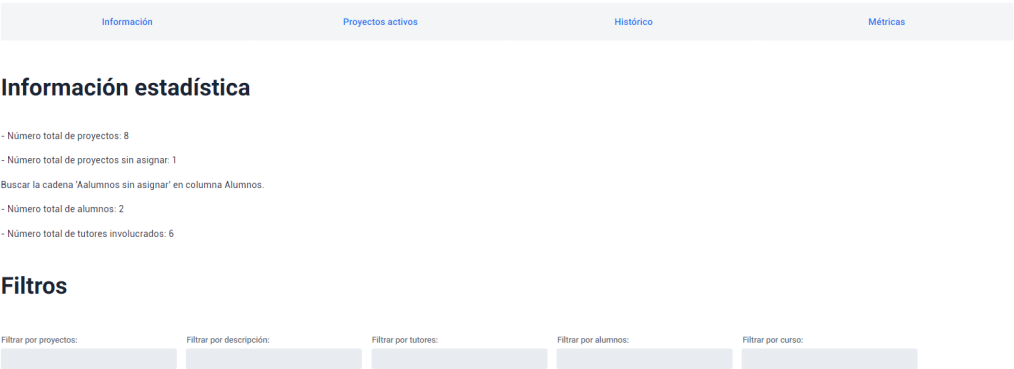 Información Proyectos activos Histórico Métricas
Información estadística
- Número total de proyectos: 8
- Número total de proyectos sin asignar: 1
Buscar la cadena 'Aalumnos sin asignar' en columna Alumnos.
- Número total de alumnos: 2
- Número total de tutores involucrados: 6
Filtros
Filtrar por proyectos: Filtrar por descripción: Filtrar por tutores: Filtrar por alumnos: Filtrar por curso: